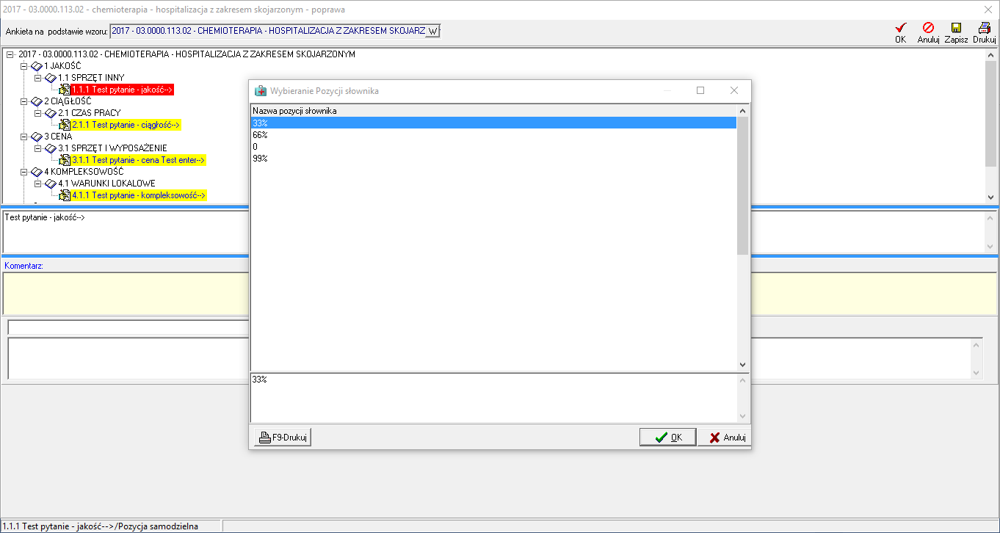 2017 - 03.0000.113.02 - chemioterapia - hospitalizacja z zakresem skojarzonym - poprawa
Ankieta na podstawie wzoru: 2017 - 03.0000.113.02 - CHEMIOTERAPIA - HOSPITALIZACJA Z ZAKRESEM SKOJARZ W
OK Anuluj Zapisz Drukuj
2017 - 03.0000.113.02 - CHEMIOTERAPIA - HOSPITALIZACJA Z ZAKRESEM SKOJARZONYM
1 JAKOŚĆ
1.1 SPRZĘT INNY
1.1.1 Test pytanie - jakość-->
2 CIĄGŁOŚĆ
2.1 CZAS PRACY
2.1.1 Test pytanie - ciągłość-->
3 CENA
3.1 SPRZĘT I WYPOSAŻENIE
3.1.1 Test pytanie - cena Test enter-->
4 KOMPLEKSOWOŚĆ
4.1 WARUNKI LOKALOWE
4.1.1 Test pytanie - kompleksowość-->
Test pytanie - jakość-->
Komentarz:
Wybieranie Pozycji słownika
Nazwa pozycji słownika
33%
66%
0
99%
33%
F9-Drukuj OK Anuluj
1.1.1 Test pytanie - jakość-->/Pozycja samodzielna